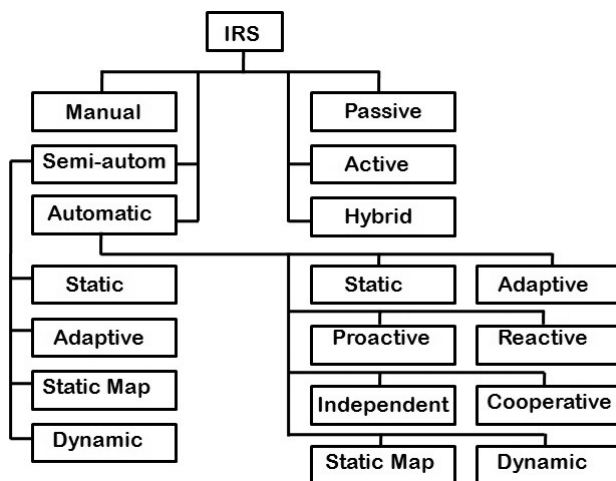 IRS
Manual
Passive
Semi-autom
Active
Automatic
Hybrid
Static
Static
Adaptive
Adaptive
Proactive
Reactive
Static Map
Independent
Cooperative
Dynamic
Static Map
Dynamic